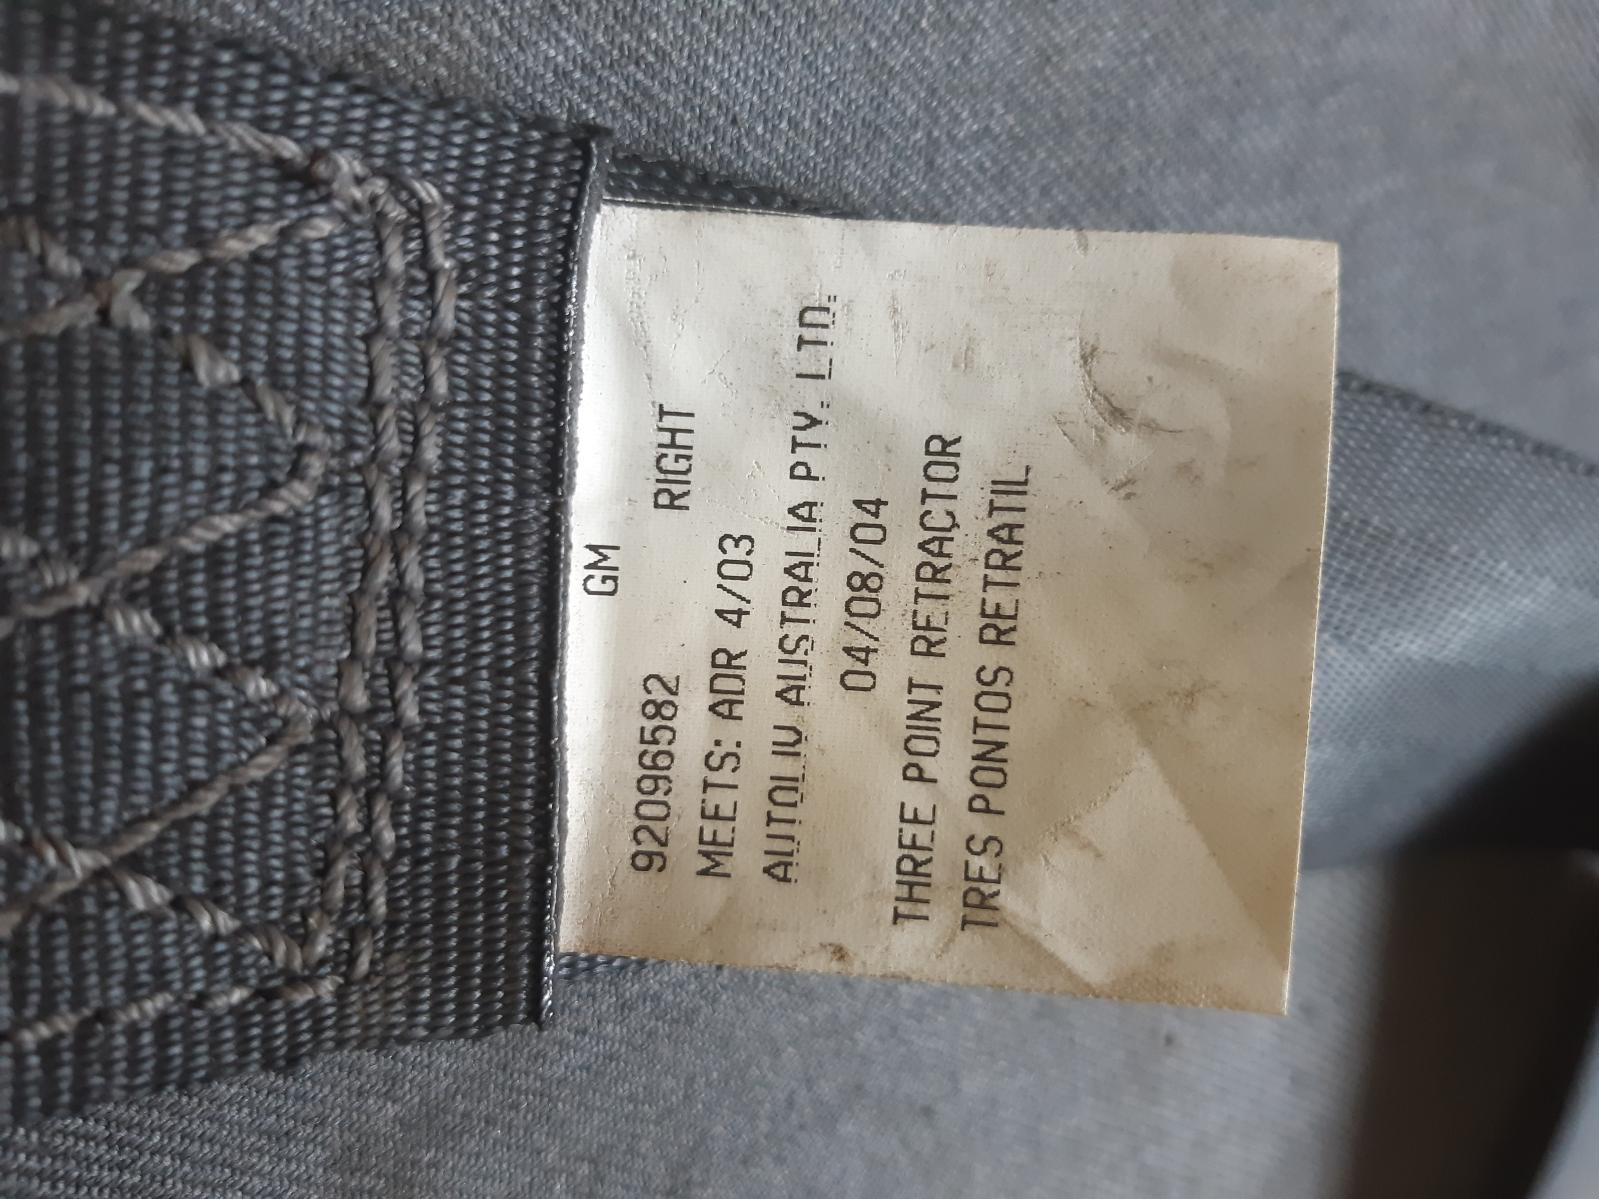 GM
92096582 RIGHT
MEETS: ADR 4/03
AUTOLIV AUSTRALIA PTY. LTD.
04/08/04
THREE POINT RETRACTOR
TRES PONTOS RETRATIL